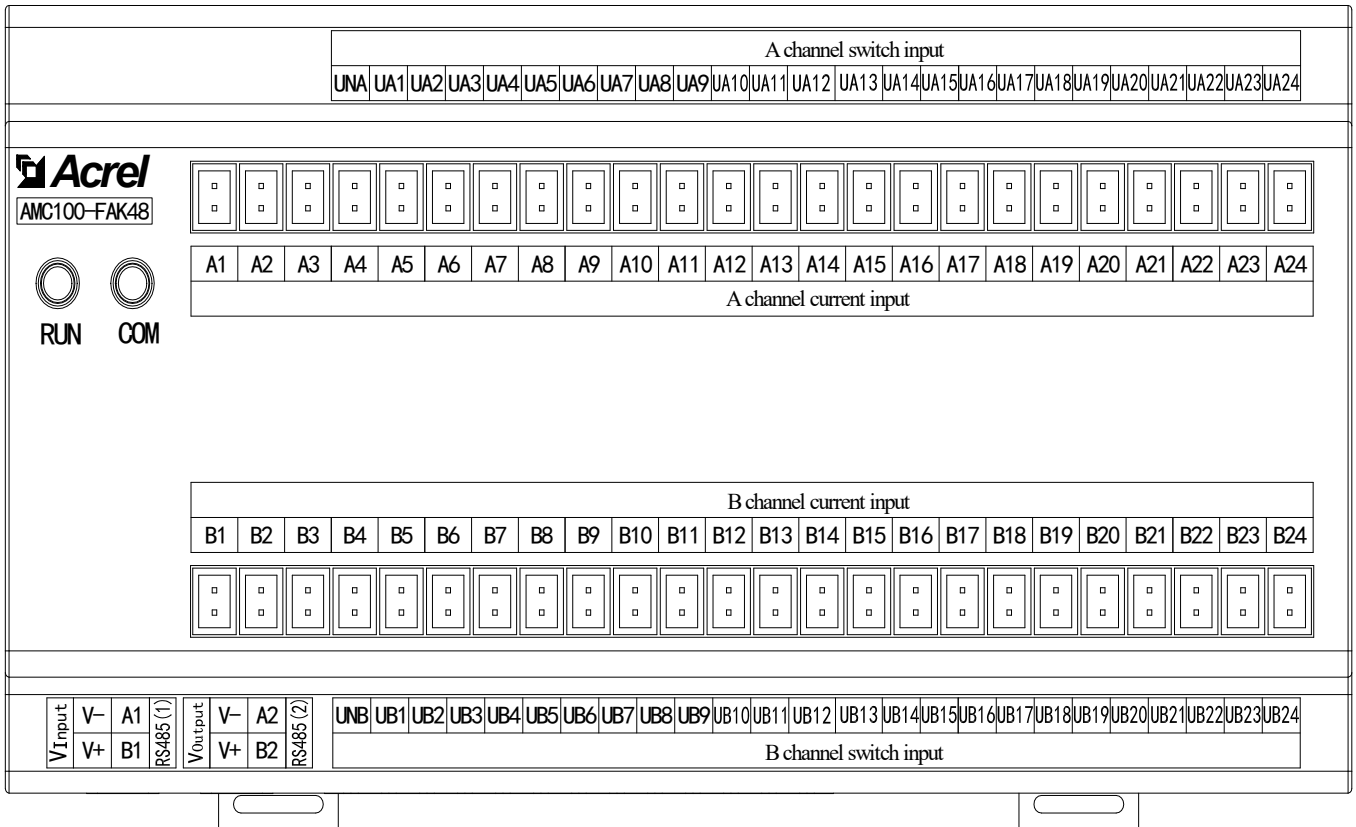 A channel switch input
UNA UA1 UA2 UA3 UA4 UA5 UA6 UA7 UA8 UA9 UA10 UA11 UA12 UA13 UA14 UA15 UA16 UA17 UA18 UA19 UA20 UA21 UA22 UA23 UA24
Acrel
AMC100-FAK48
A1 A2 A3 A4 A5 A6 A7 A8 A9 A10 A11 A12 A13 A14 A15 A16 A17 A18 A19 A20 A21 A22 A23 A24
A channel current input
RUN COM
B channel current input
B1 B2 B3 B4 B5 B6 B7 B8 B9 B10 B11 B12 B13 B14 B15 B16 B17 B18 B19 B20 B21 B22 B23 B24
VInput V- A1 RS485(1) VOutput V- A2 RS485(2)
V+ B1 V+ B2
UNB UB1 UB2 UB3 UB4 UB5 UB6 UB7 UB8 UB9 UB10 UB11 UB12 UB13 UB14 UB15 UB16 UB17 UB18 UB19 UB20 UB21 UB22 UB23 UB24
B channel switch input